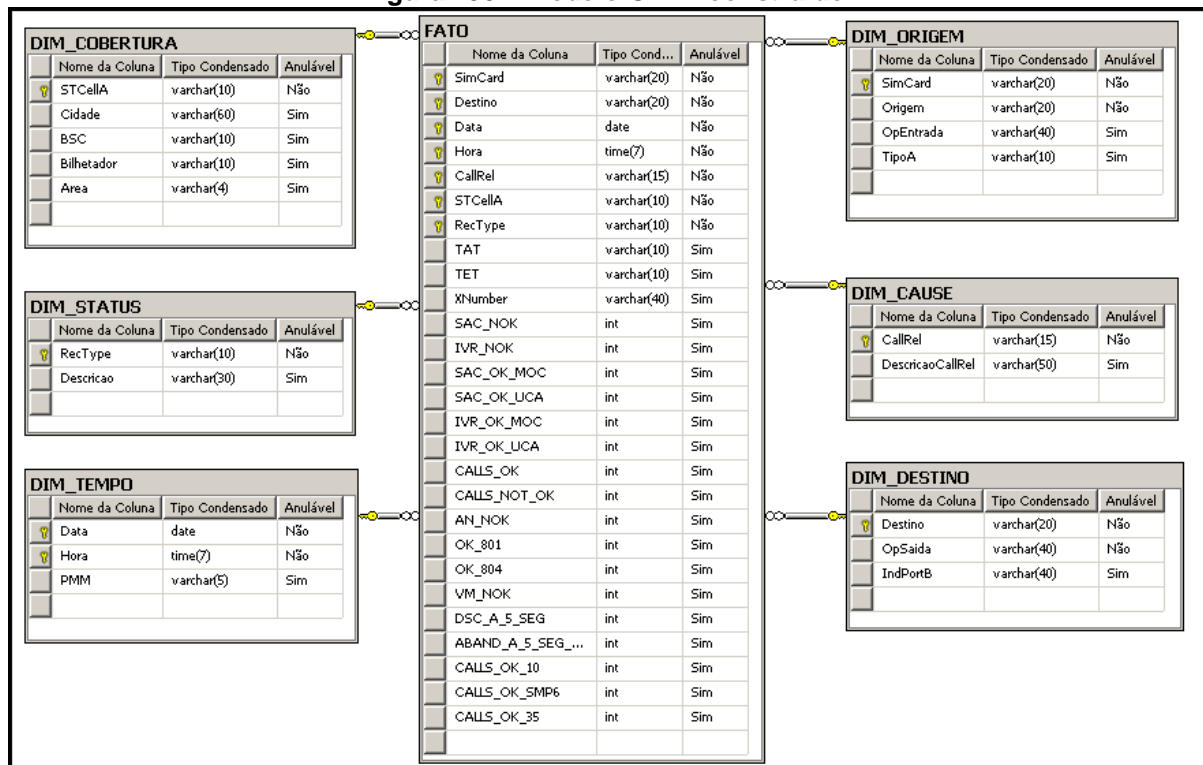 DIM_COBERTURA
Nome da Coluna Tipo Condensado Anulável
STCellA varchar(10) Não
Cidade varchar(60) Sim
BSC varchar(10) Sim
Bilhetador varchar(10) Sim
Area varchar(4) Sim
DIM_STATUS
Nome da Coluna Tipo Condensado Anulável
RecType varchar(10) Não
Descricao varchar(30) Sim
DIM_TEMPO
Nome da Coluna Tipo Condensado Anulável
Data date Não
Hora time(7) Não
PMM varchar(5) Sim
FATO
Nome da Coluna Tipo Cond... Anulável
SimCard varchar(20) Não
Destino varchar(20) Não
Data date Não
Hora time(7) Não
CallRel varchar(15) Não
STCellA varchar(10) Não
RecType varchar(10) Não
TAT varchar(10) Sim
TET varchar(10) Sim
XNumber varchar(40) Sim
SAC_NOK int Sim
IVR_NOK int Sim
SAC_OK_MOC int Sim
SAC_OK_UCA int Sim
IVR_OK_MOC int Sim
IVR_OK_UCA int Sim
CALLS_OK int Sim
CALLS_NOT_OK int Sim
AN_NOK int Sim
OK_801 int Sim
OK_804 int Sim
VM_NOK int Sim
DSC_A_5_SEG int Sim
ABAND_A_5_SEG_... int Sim
CALLS_OK_10 int Sim
CALLS_OK_SMP6 int Sim
CALLS_OK_35 int Sim
DIM_ORIGEM
Nome da Coluna Tipo Condensado Anulável
SimCard varchar(20) Não
Origem varchar(20) Não
OpEntrada varchar(40) Sim
TipoA varchar(10) Sim
DIM_CAUSE
Nome da Coluna Tipo Condensado Anulável
CallRel varchar(15) Não
DescricaoCallRel varchar(50) Sim
DIM_DESTINO
Nome da Coluna Tipo Condensado Anulável
Destino varchar(20) Não
OpSaida varchar(40) Não
IndPortB varchar(40) Sim